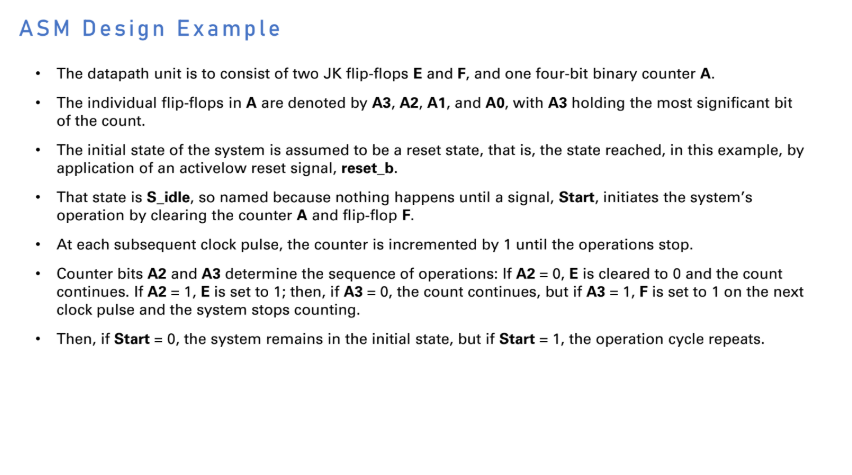 ASM Design Example
• The datapath unit is to consist of two JK flip-flops E and F, and one four-bit binary counter A.
• The individual flip-flops in A are denoted by A3, A2, A1, and A0, with A3 holding the most significant bit
of the count.
• The initial state of the system is assumed to be a reset state, that is, the state reached, in this example, by
application of an activelow reset signal, reset_b.
• That state is S_idle, so named because nothing happens until a signal, Start, initiates the system's
operation by clearing the counter A and flip-flop F.
• At each subsequent clock pulse, the counter is incremented by 1 until the operations stop.
• Counter bits A2 and A3 determine the sequence of operations: If A2 = 0, E is cleared to 0 and the count
continues. If A2 = 1, E is set to 1; then, if A3 = 0, the count continues, but if A3 = 1, F is set to 1 on the next
clock pulse and the system stops counting.
• Then, if Start = 0, the system remains in the initial state, but if Start = 1, the operation cycle repeats.